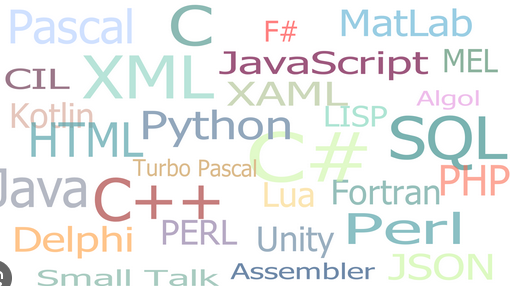 Pascal
C
F#
MatLab
CIL
XML
JavaScript
MEL
XAML
Algol
Kotlin
HTML
Python
LISP
SQL
C#
Turbo Pascal
Java
C++
Lua
Fortran
PHP
Delphi
PERL
Unity
Perl
Small Talk
Assembler
JSON